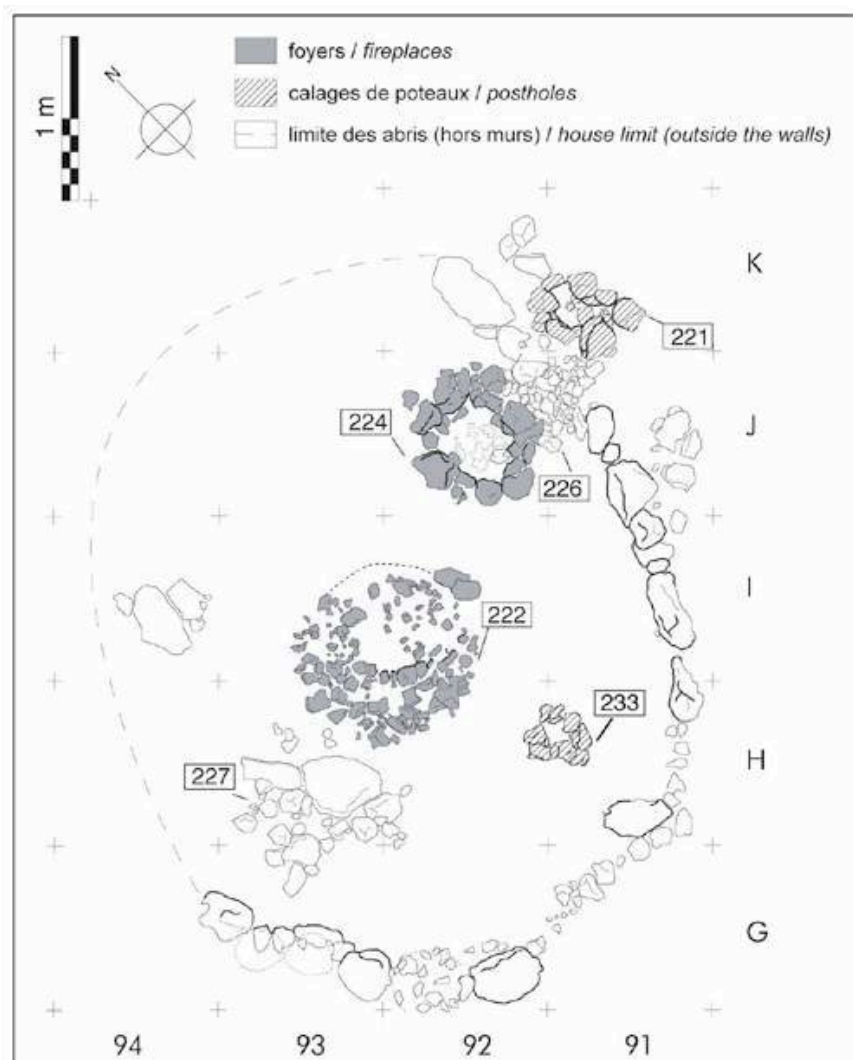 foyers / fireplaces
N
calages de poteaux / postholes
1 m
limite des abris (hors murs) / house limit (outside the walls)
K
221
224
J
226
I
222
233
227
H
G
94 93 92 91